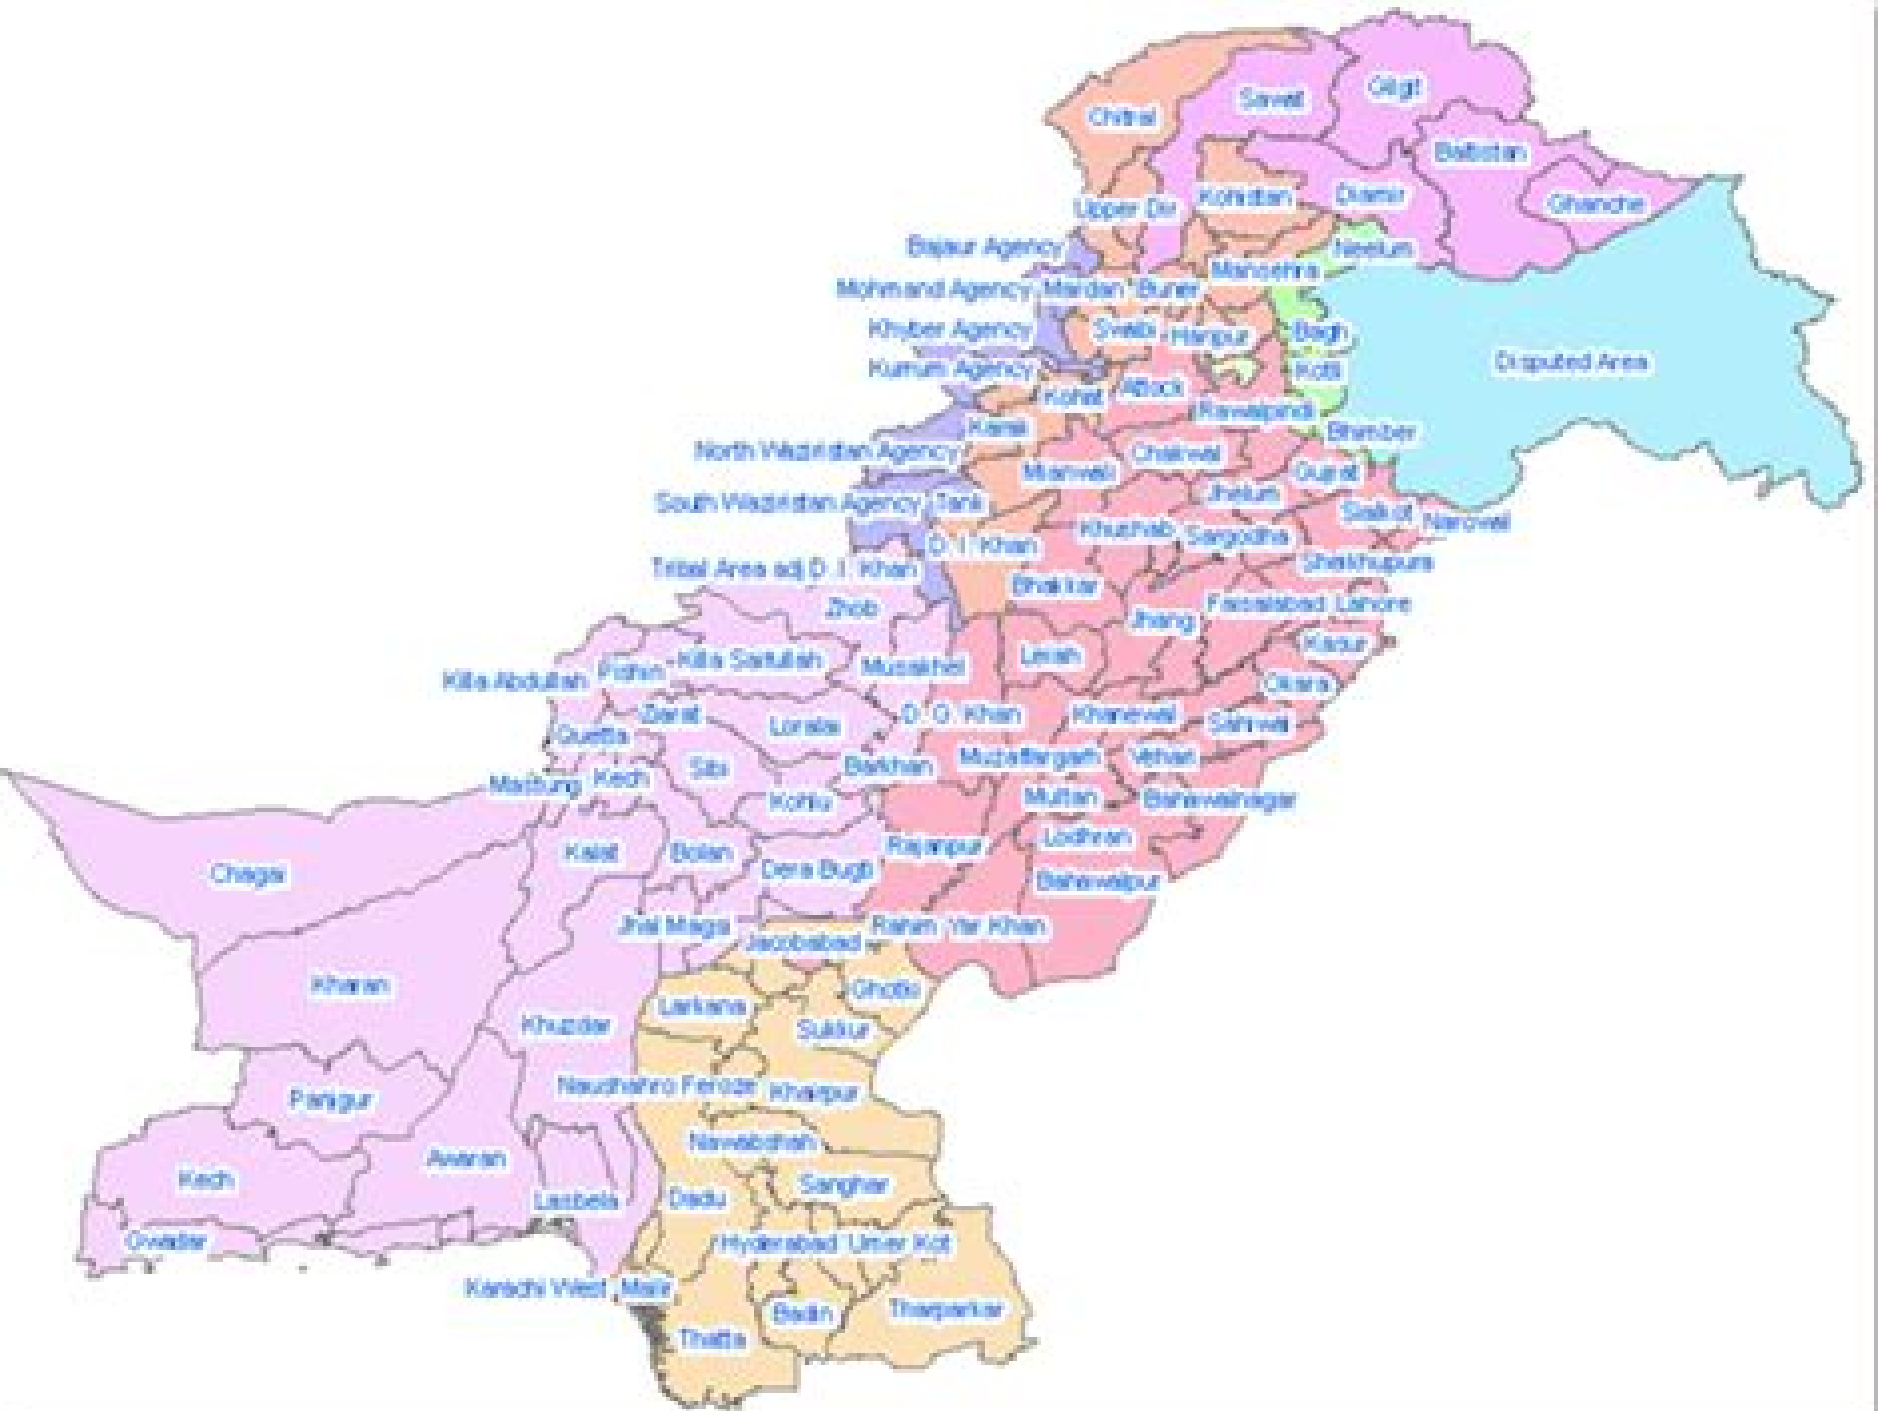 Gilgit
Sawat
Chitral
Baltistan
Diamir
Kohistan
Ghanche
Upper Dir
Bajaur Agency
Neelum
Mansehra
Mohmand Agency
Mardan
Buner
Khyber Agency
Swabi
Haripur
Bagh
Disputed Area
Kurrum Agency
Kotli
Kohat
Attock
Rawalpindi
Karak
Bhimber
North Waziristan Agency
Chakwal
Mianwali
Gujrat
Jhelum
South Waziristan Agency
Tank
Sialkot
Narowal
Khushab
Sargodha
D. I. Khan
Sheikhupura
Tribal Area adj D. I. Khan
Bhakkar
Zhob
Faisalabad
Lahore
Jhang
Kasur
Leiah
Killa Saifullah
Musakhel
Pishin
Killa Abdullah
Okara
Ziarat
D. G. Khan
Khanewal
Sahiwal
Loralai
Quetta
Muzaffargarh
Vehari
Sibi
Barkhan
Mastung
Kech
Kohlu
Multan
Bahawalnagar
Lodhran
Rajanpur
Kalat
Bolan
Dera Bugti
Chagai
Bahawalpur
Jhal Magsi
Rahim Yar Khan
Jacobabad
Kharan
Ghotki
Larkana
Khuzdar
Sukkur
Naushahro Feroze
Khairpur
Panjgur
Nawabshah
Awaran
Kech
Sanghar
Lasbela
Dadu
Gwadar
Hyderabad
Umer Kot
Karachi West
Malir
Badin
Tharparkar
Thatta